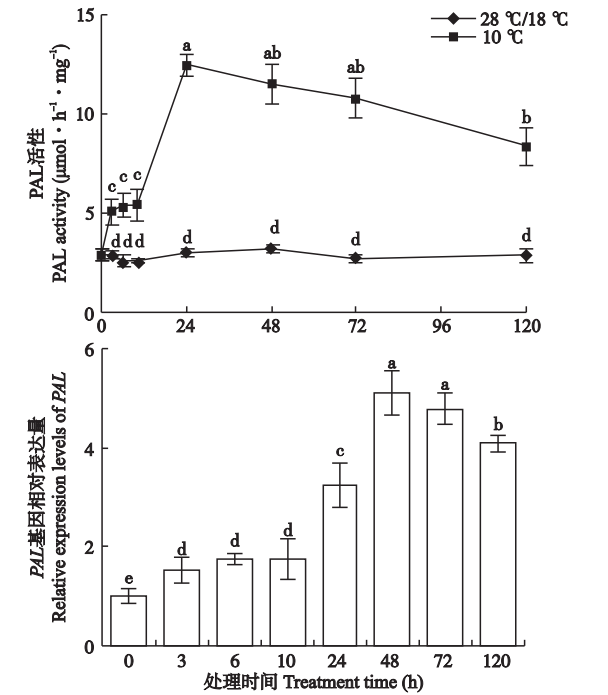 28 ℃/18 ℃
10 ℃
PAL活性
PAL activity (μmol·h⁻¹·mg⁻¹)
15
10
5
0
a
ab
ab
b
c c c
d d d
d
d
d
d
0 24 48 72 96 120
PAL基因相对表达量
Relative expression levels of PAL
6
4
2
0
e
d
d
d
c
a
a
b
0 3 6 10 24 48 72 120
处理时间 Treatment time (h)